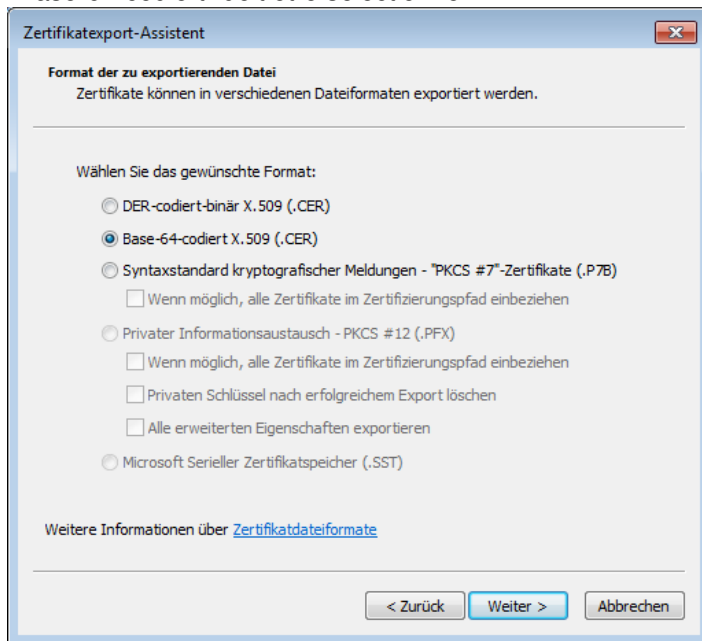 Zertifikatexport-Assistent
Format der zu exportierenden Datei
Zertifikate können in verschiedenen Dateiformaten exportiert werden.
Wählen Sie das gewünschte Format:
DER-codiert-binär X.509 (.CER)
Base-64-codiert X.509 (.CER)
Syntaxstandard kryptografischer Meldungen - "PKCS #7"-Zertifikate (.P7B)
Wenn möglich, alle Zertifikate im Zertifizierungspfad einbeziehen
Privater Informationsaustausch - PKCS #12 (.PFX)
Wenn möglich, alle Zertifikate im Zertifizierungspfad einbeziehen
Privaten Schlüssel nach erfolgreichem Export löschen
Alle erweiterten Eigenschaften exportieren
Microsoft Serieller Zertifikatspeicher (.SST)
Weitere Informationen über Zertifikatdateiformate
< Zurück Weiter > Abbrechen